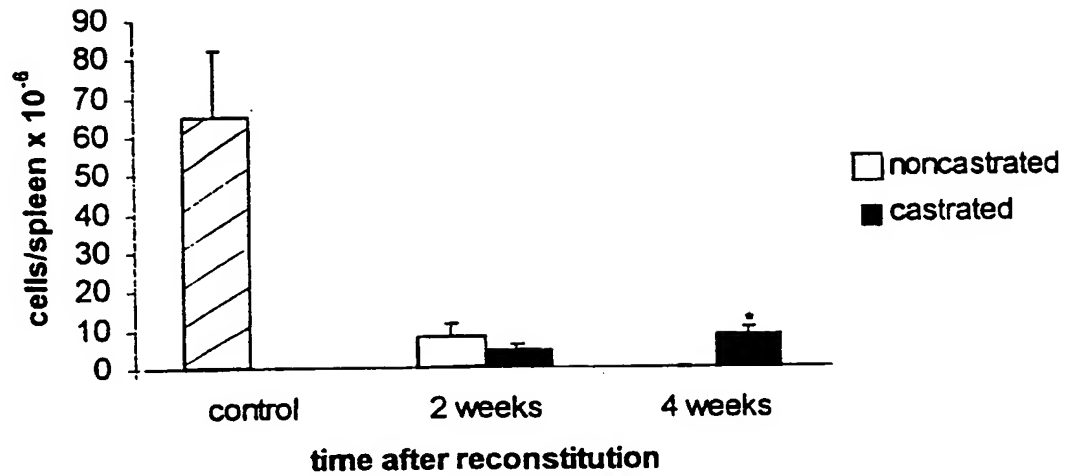 90
80
70
60
50
40
30
20
10
0
cells/spleen x 10-6
noncastrated
castrated
*
control
2 weeks
4 weeks
time after reconstitution